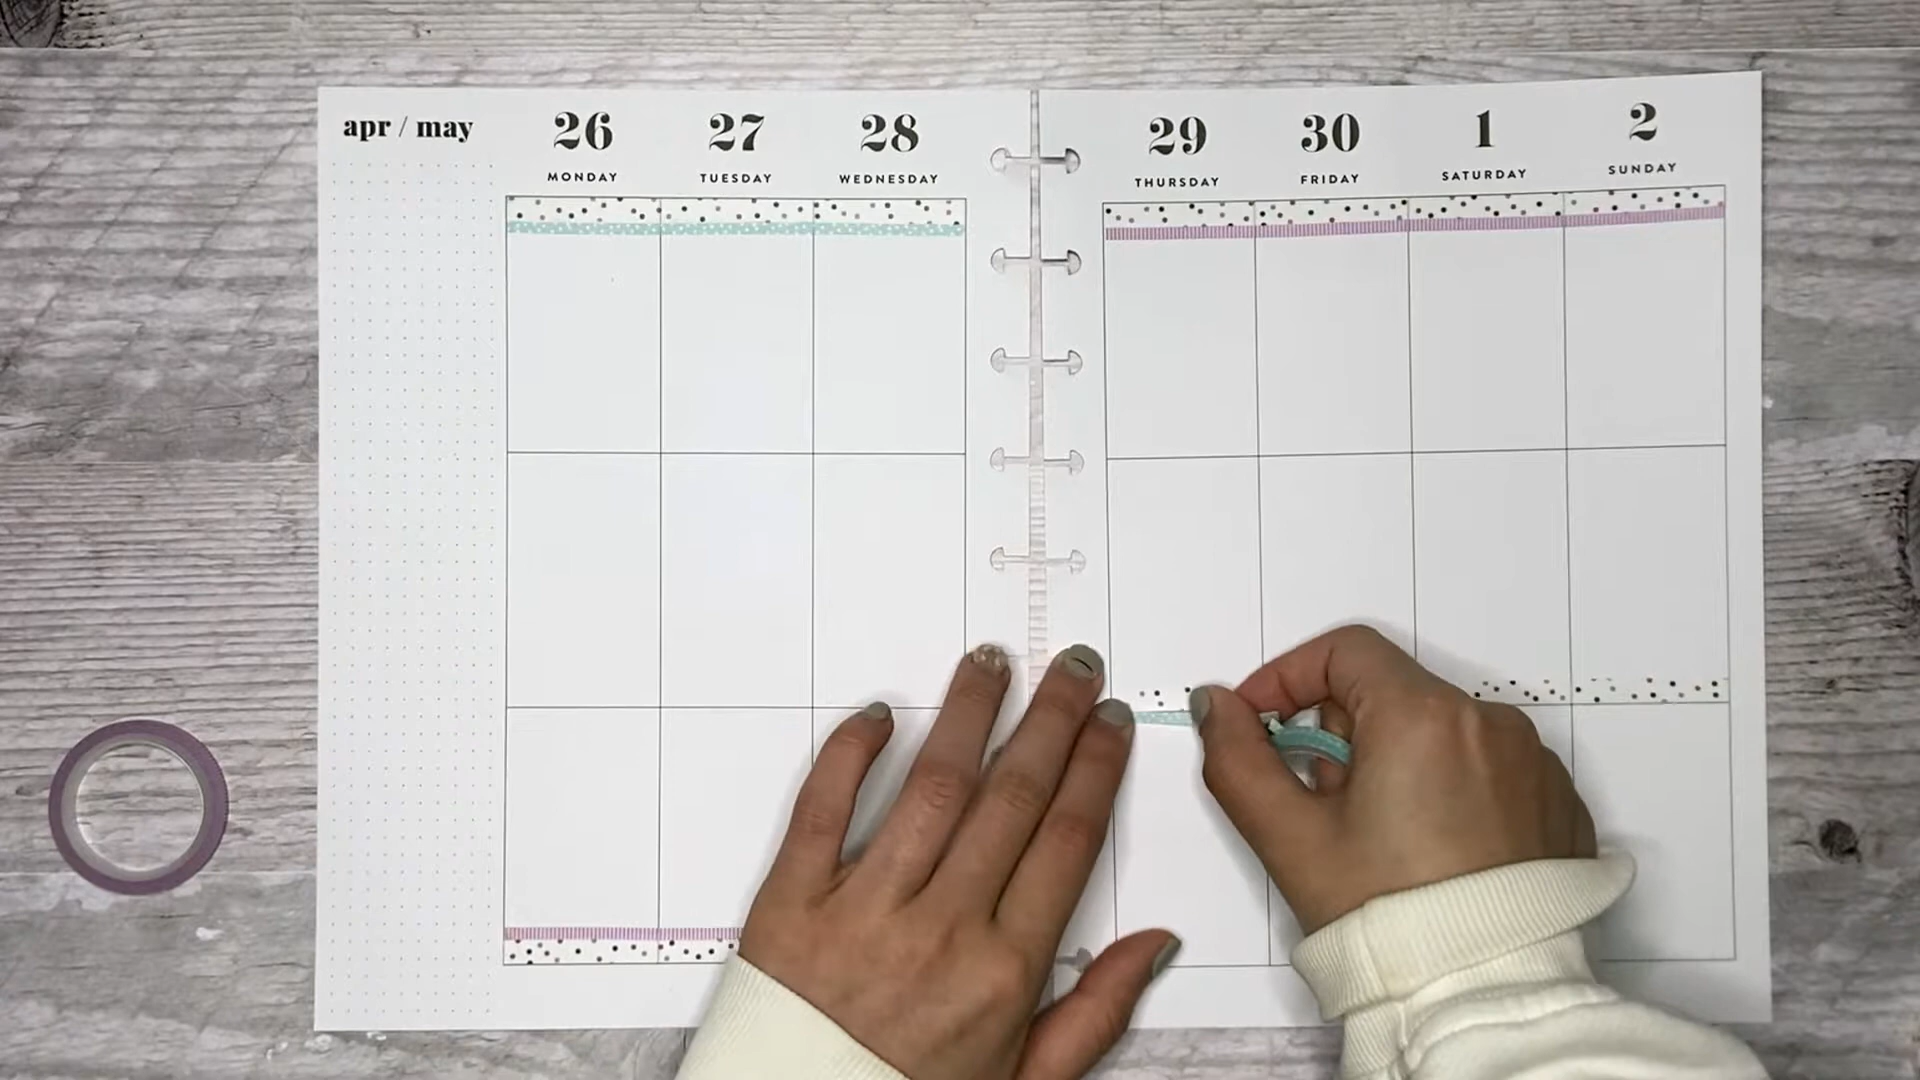 apr / may
26 27 28 29 30 1 2
MONDAY TUESDAY WEDNESDAY THURSDAY FRIDAY SATURDAY SUNDAY